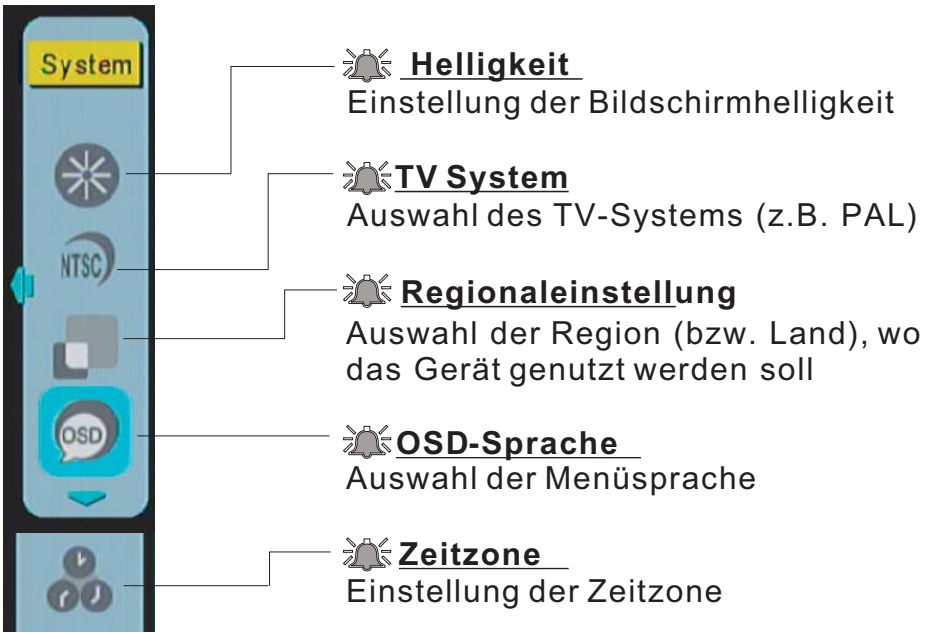 System
Helligkeit
Einstellung der Bildschirmhelligkeit
TV System
Auswahl des TV-Systems (z.B. PAL)
NTSC
Regionaleinstellung
Auswahl der Region (bzw. Land), wo
das Gerät genutzt werden soll
OSD
OSD-Sprache
Auswahl der Menüsprache
Zeitzone
Einstellung der Zeitzone